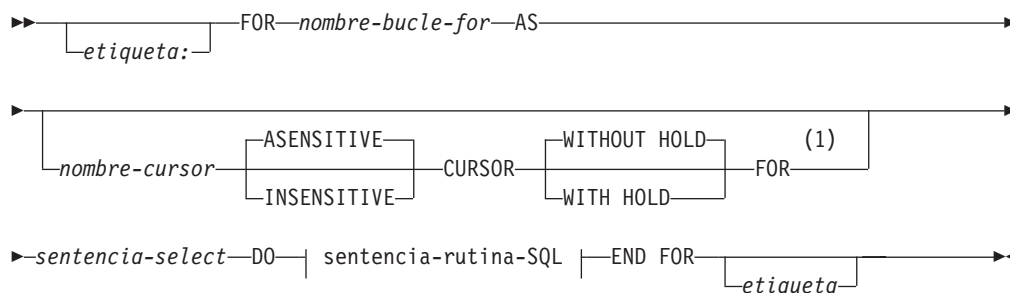 FOR nombre-bucle-for AS
etiqueta:
(1)
ASENSITIVE WITHOUT HOLD
nombre-cursor CURSOR FOR
INSENSITIVE WITH HOLD
sentencia-select DO sentencia-rutina-SQL END FOR
etiqueta